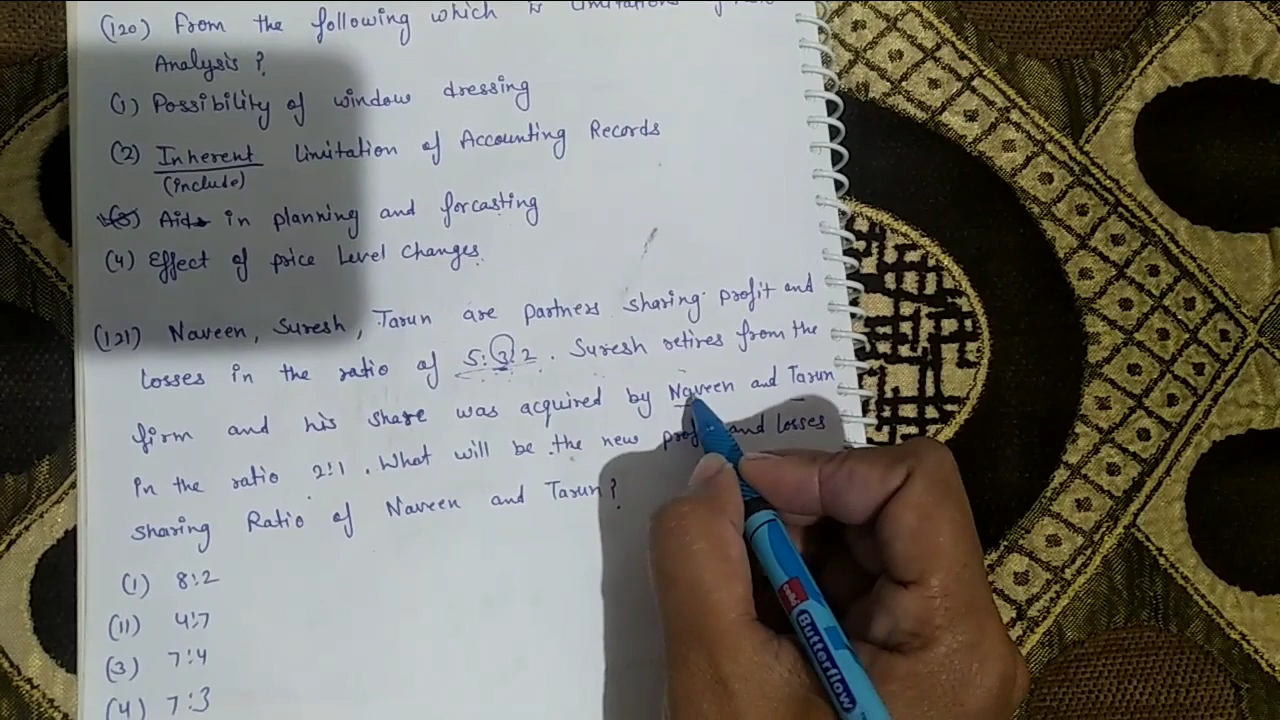 (120) From the following which is limitations
Analysis ?
(1) Possibility of window dressing
(2) Inherent Limitation of Accounting Records
(include)
(3) Aids in planning and forcasting
(4) Effect of price Level changes.
(121) Naveen, Suresh, Tarun are partners sharing profit and
losses in the ratio of 5:3:2. Suresh retires from the
firm and his share was acquired by Naveen and Tarun
in the ratio 2:1. What will be the new and losses
sharing Ratio of Naveen and Tarun?
(1) 8:2
(11) 4:7
(3) 7:4
(4) 7:3
cello
Butterflow